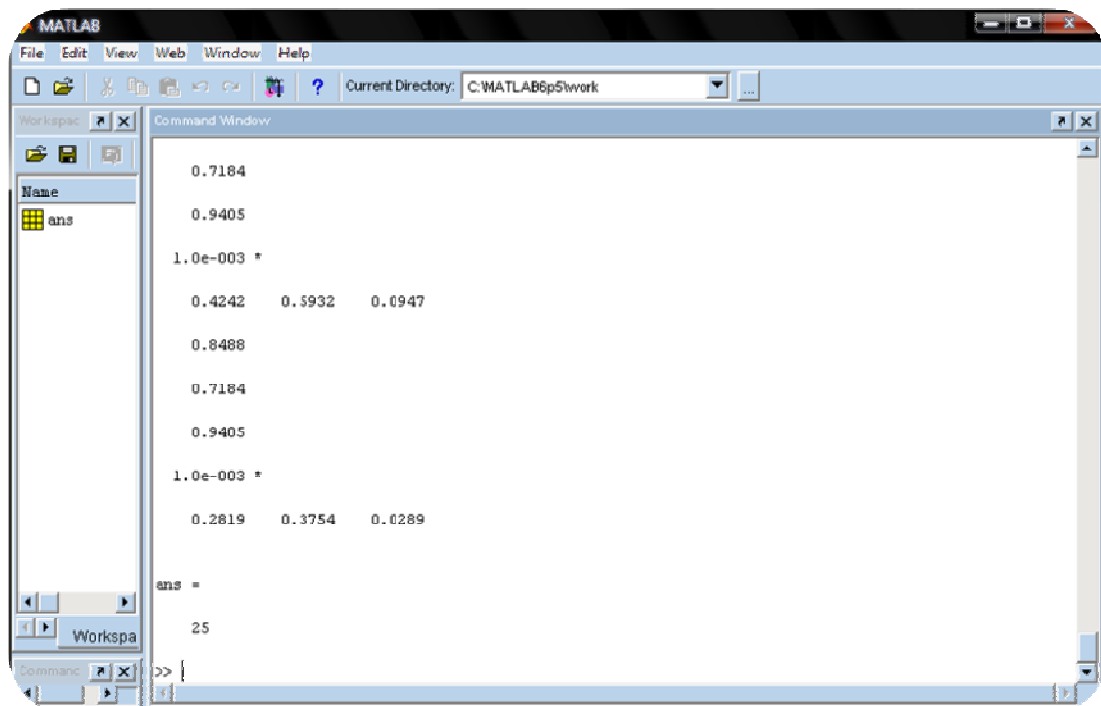 MATLAB
File Edit View Web Window Help
Current Directory: C:\MATLAB6p5\work ...
Workspac
Name
ans
Workspa
Commanc
Command Window
0.7184
0.9405
1.0e-003 *
0.4242 0.5932 0.0947
0.8488
0.7184
0.9405
1.0e-003 *
0.2819 0.3754 0.0289
ans =
25
>>